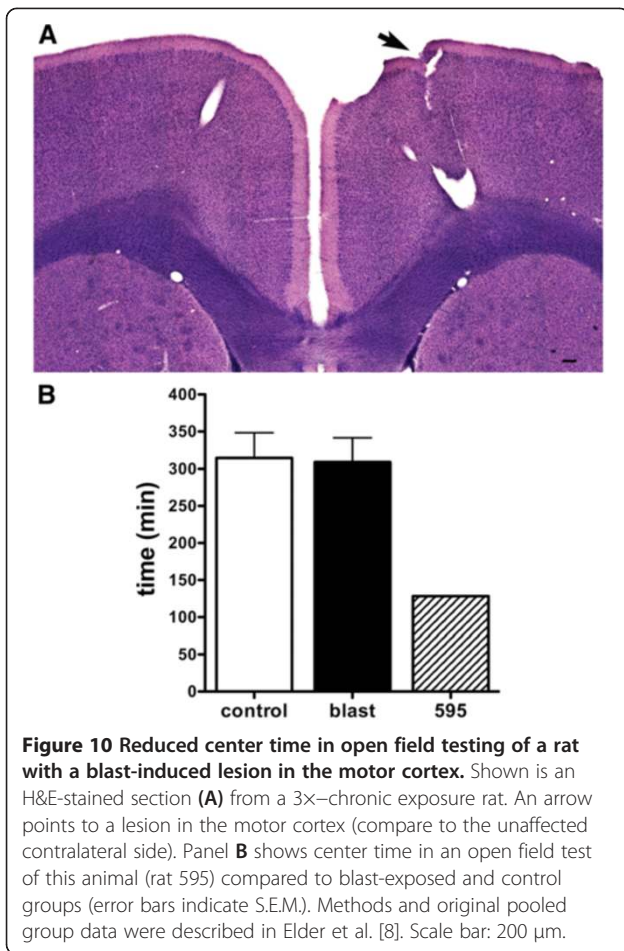 A
B
400
350
300
250
200
150
100
50
0
time (min)
control blast 595
Figure 10 Reduced center time in open field testing of a rat
with a blast-induced lesion in the motor cortex. Shown is an
H&E-stained section (A) from a 3×–chronic exposure rat. An arrow
points to a lesion in the motor cortex (compare to the unaffected
contralateral side). Panel B shows center time in an open field test
of this animal (rat 595) compared to blast-exposed and control
groups (error bars indicate S.E.M.). Methods and original pooled
group data were described in Elder et al. [8]. Scale bar: 200 μm.